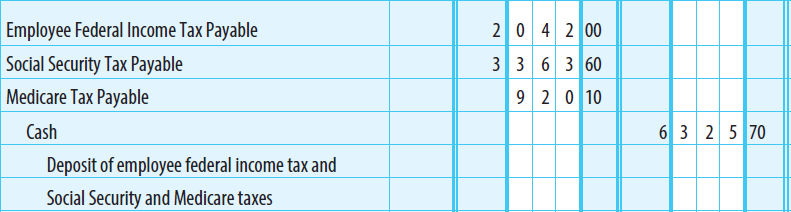 Employee Federal Income Tax Payable 2 0 4 2 00
Social Security Tax Payable 3 3 6 3 60
Medicare Tax Payable 9 2 0 10
Cash 6 3 2 5 70
Deposit of employee federal income tax and
Social Security and Medicare taxes